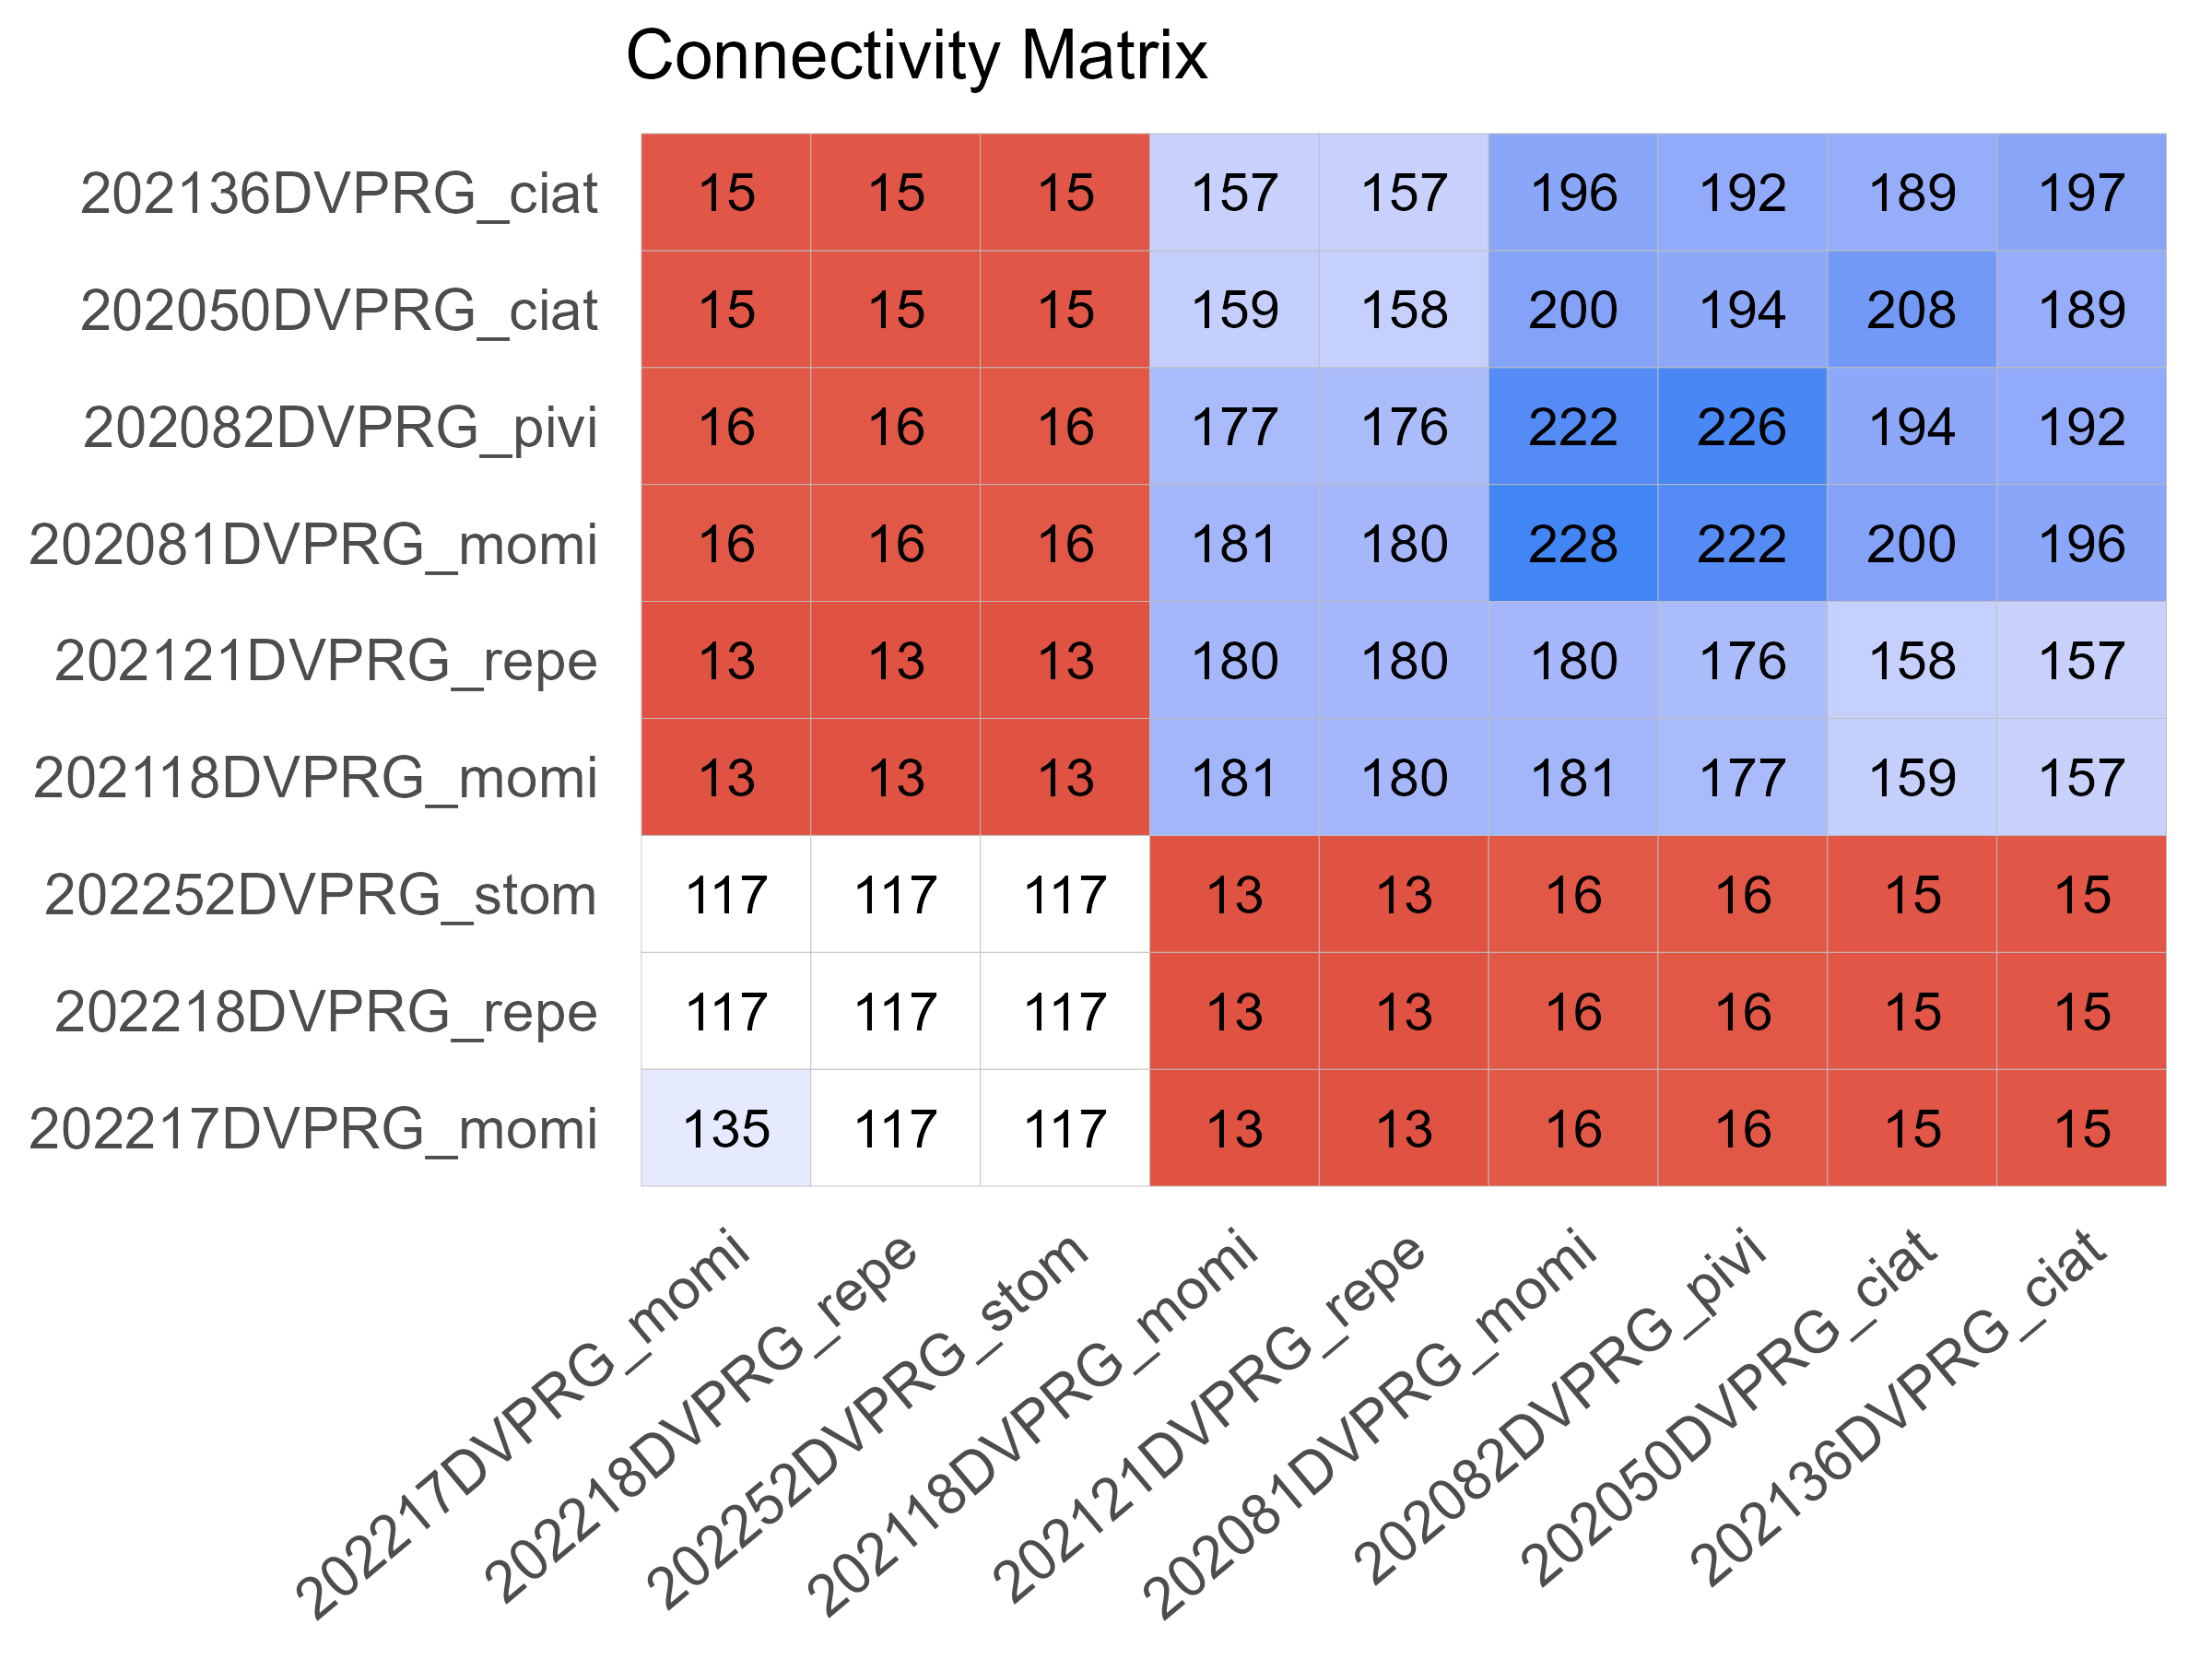 Connectivity Matrix
202136DVPRG_ciat 15 15 15 157 157 196 192 189 197
202050DVPRG_ciat 15 15 15 159 158 200 194 208 189
202082DVPRG_pivi 16 16 16 177 176 222 226 194 192
202081DVPRG_momi 16 16 16 181 180 228 222 200 196
202121DVPRG_repe 13 13 13 180 180 180 176 158 157
202118DVPRG_momi 13 13 13 181 180 181 177 159 157
202252DVPRG_stom 117 117 117 13 13 16 16 15 15
202218DVPRG_repe 117 117 117 13 13 16 16 15 15
202217DVPRG_momi 135 117 117 13 13 16 16 15 15
202217DVPRG_momi
202218DVPRG_repe
202252DVPRG_stom
202118DVPRG_momi
202121DVPRG_repe
202081DVPRG_momi
202082DVPRG_pivi
202050DVPRG_ciat
202136DVPRG_ciat